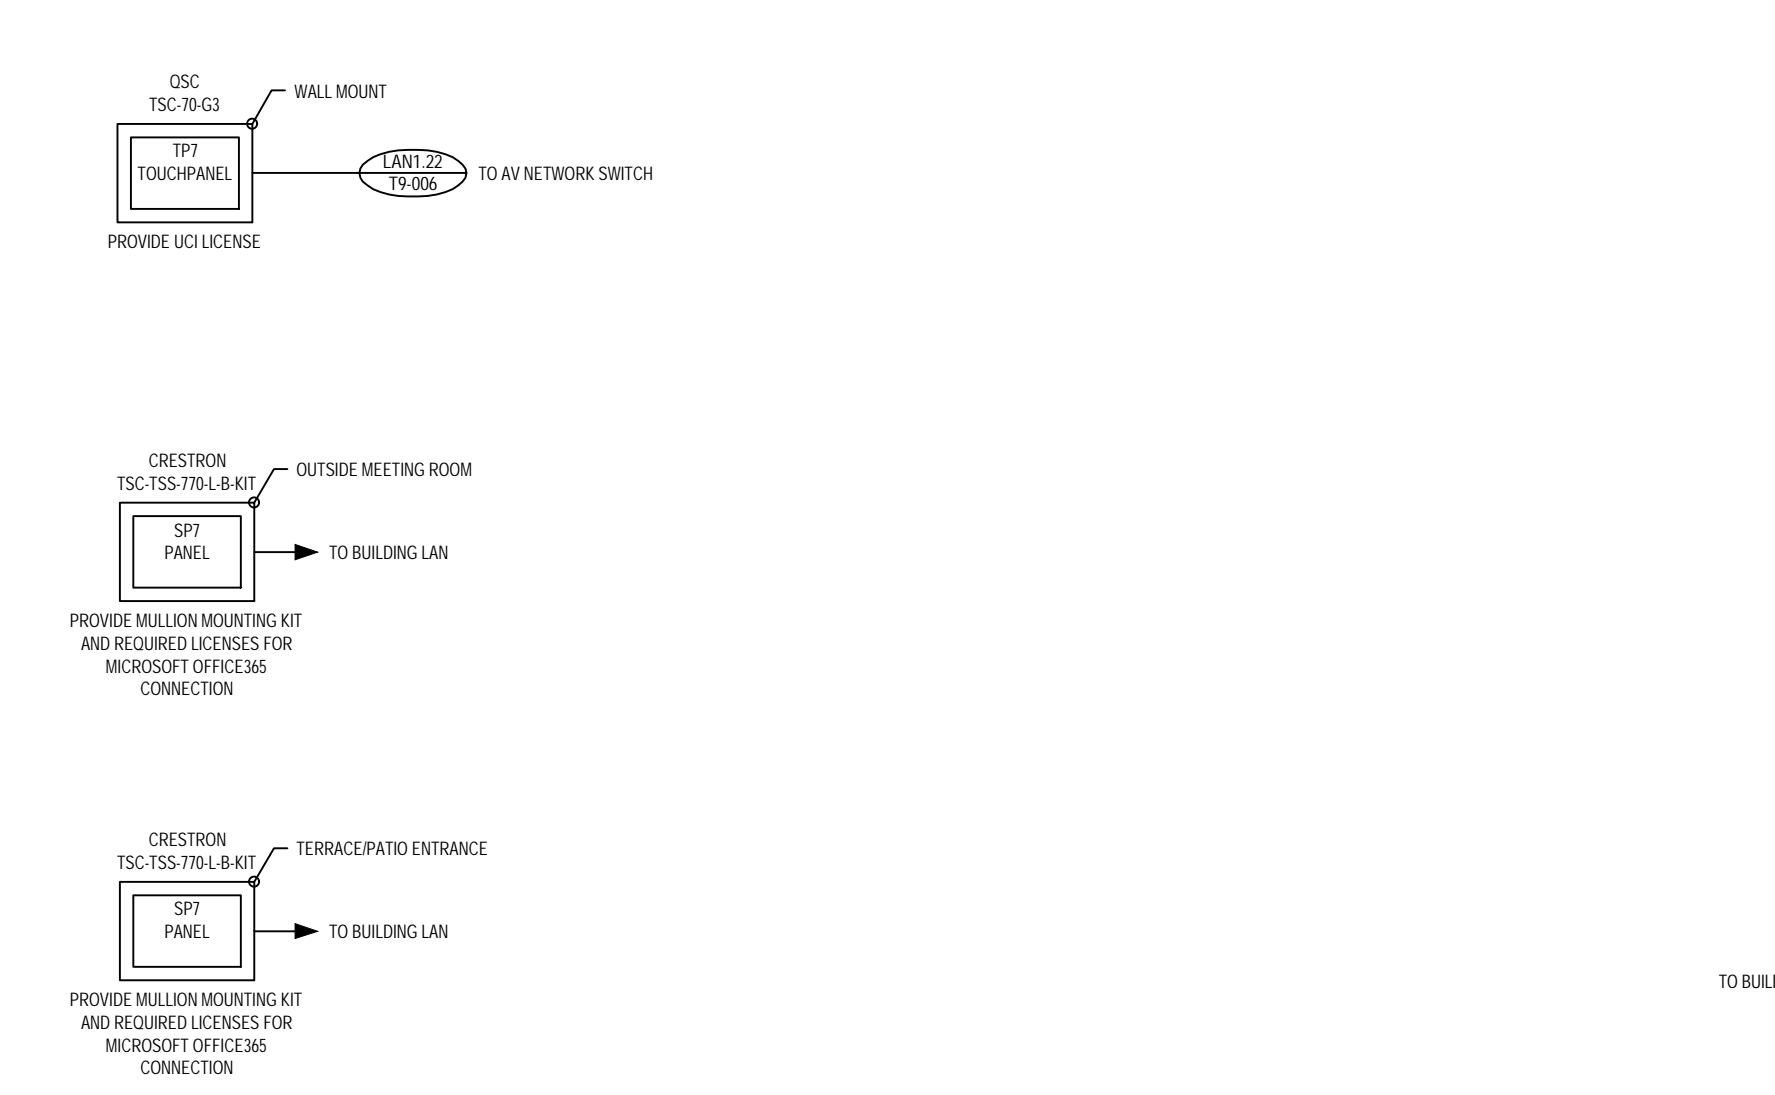 QSC
TSC-70-G3
WALL MOUNT
TP7
TOUCHPANEL
LAN1.22
T9-006
TO AV NETWORK SWITCH
PROVIDE UCI LICENSE
CRESTRON
TSC-TSS-770-L-B-KIT
OUTSIDE MEETING ROOM
SP7
PANEL
TO BUILDING LAN
PROVIDE MULLION MOUNTING KIT
AND REQUIRED LICENSES FOR
MICROSOFT OFFICE365
CONNECTION
CRESTRON
TSC-TSS-770-L-B-KIT
TERRACE/PATIO ENTRANCE
SP7
PANEL
TO BUILDING LAN
PROVIDE MULLION MOUNTING KIT
AND REQUIRED LICENSES FOR
MICROSOFT OFFICE365
CONNECTION
TO